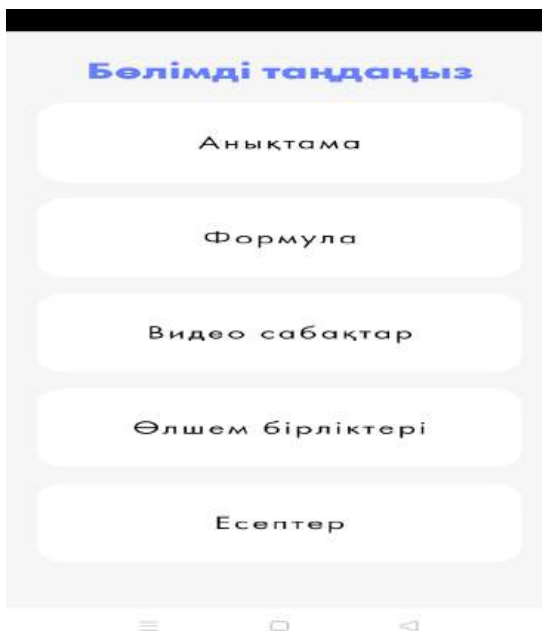 Бөлімді таңдаңыз
Анықтама
Формула
Видео сабақтар
Өлшем бірліктері
Есептер